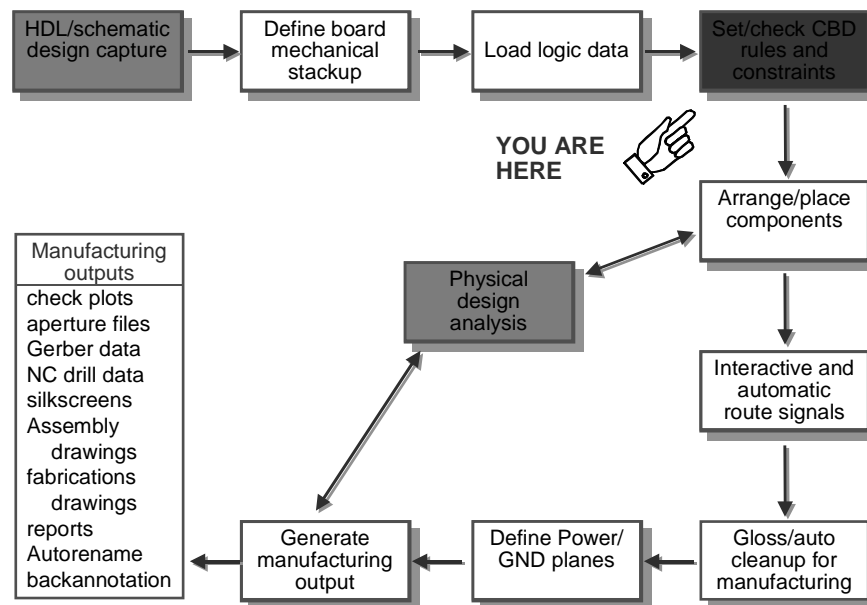 HDL/schematic
design capture
Define board
mechanical
stackup
Load logic data
Set/check CBD
rules and
constraints
YOU ARE
HERE
Arrange/place
components
Physical
design
analysis
Interactive and
automatic
route signals
Gloss/auto
cleanup for
manufacturing
Define Power/
GND planes
Generate
manufacturing
output
Manufacturing
outputs
check plots
aperture files
Gerber data
NC drill data
silkscreens
Assembly
drawings
fabrications
drawings
reports
Autorename
backannotation